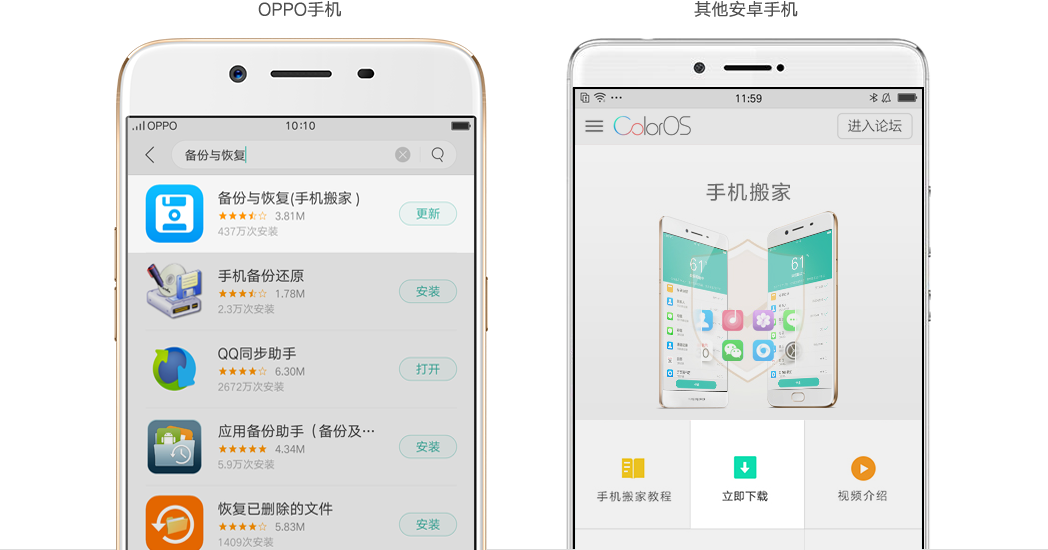 OPPO手机
其他安卓手机
OPPO
10:10
备份与恢复
备份与恢复(手机搬家)
3.81M
437万次安装
更新
手机备份还原
1.78M
2.3万次安装
安装
QQ同步助手
6.30M
2672万次安装
打开
应用备份助手（备份及…
4.34M
5.9万次安装
安装
恢复已删除的文件
5.83M
1409次安装
安装
11:59
ColorOS
进入论坛
手机搬家
61
61
手机搬家教程
立即下载
视频介绍